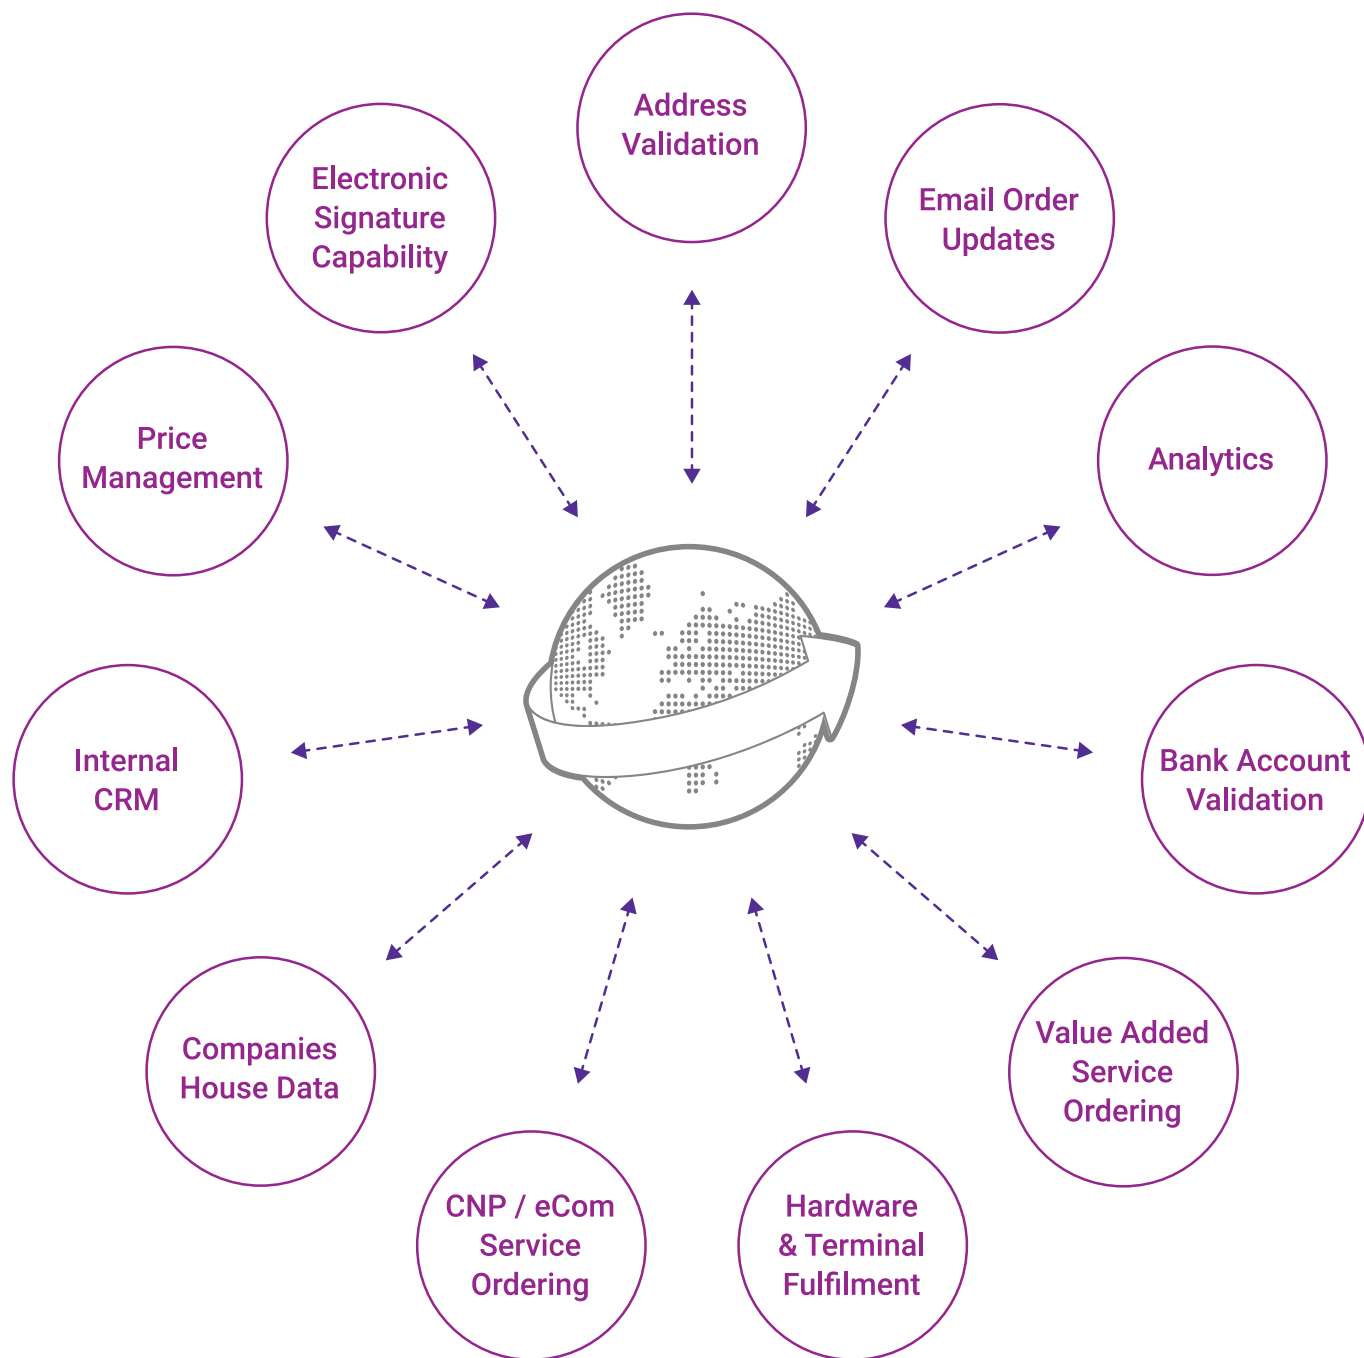 Address
Validation
Email Order
Updates
Analytics
Bank Account
Validation
Value Added
Service
Ordering
Hardware
& Terminal
Fulfilment
CNP / eCom
Service
Ordering
Companies
House Data
Internal
CRM
Price
Management
Electronic
Signature
Capability